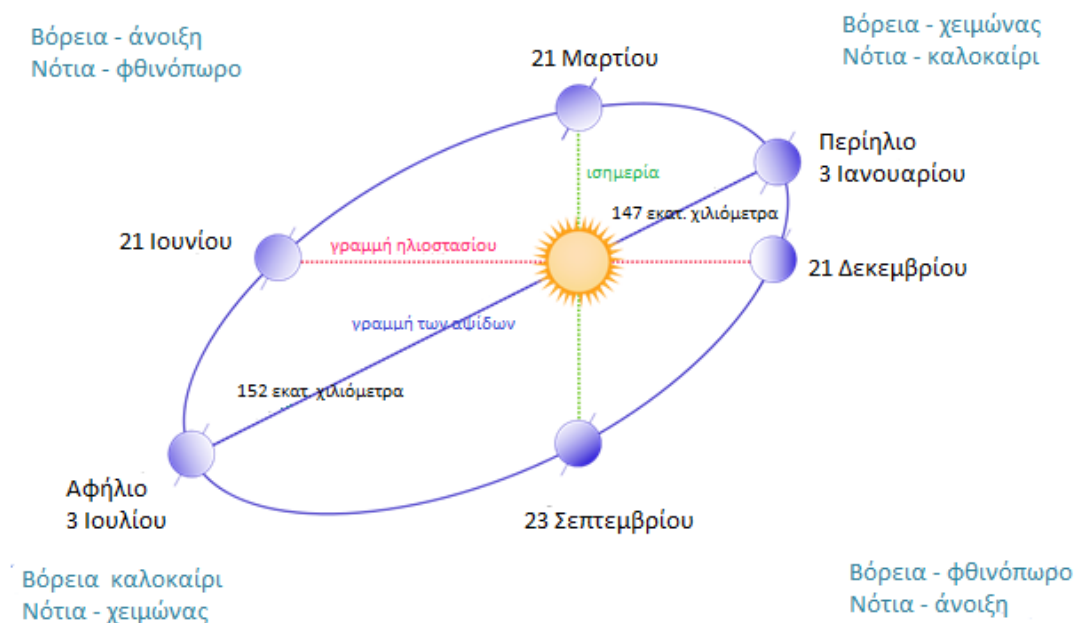 Βόρεια - άνοιξη
Νότια - φθινόπωρο
Βόρεια - χειμώνας
Νότια - καλοκαίρι
21 Μαρτίου
Περίηλιο
3 Ιανουαρίου
ισημερία
147 εκατ. χιλιόμετρα
21 Ιουνίου
γραμμή ηλιοστασίου
21 Δεκεμβρίου
γραμμή των αψίδων
152 εκατ. χιλιόμετρα
Αφήλιο
3 Ιουλίου
23 Σεπτεμβρίου
Βόρεια καλοκαίρι
Νότια - χειμώνας
Βόρεια - φθινόπωρο
Νότια - άνοιξη